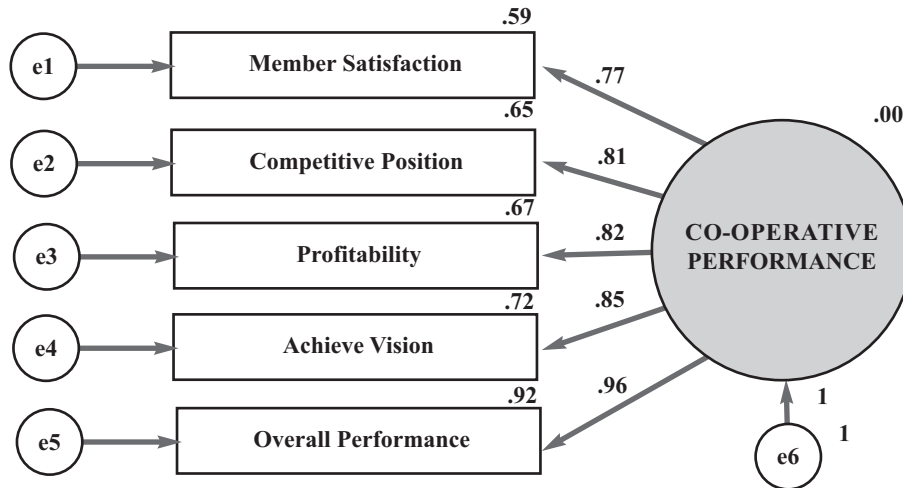 .59
e1
Member Satisfaction
.77
.65
.00
e2
Competitive Position
.81
.67
e3
Profitability
.82
CO-OPERATIVE
PERFORMANCE
.72
e4
Achieve Vision
.85
.92
.96
1
e5
Overall Performance
1
e6